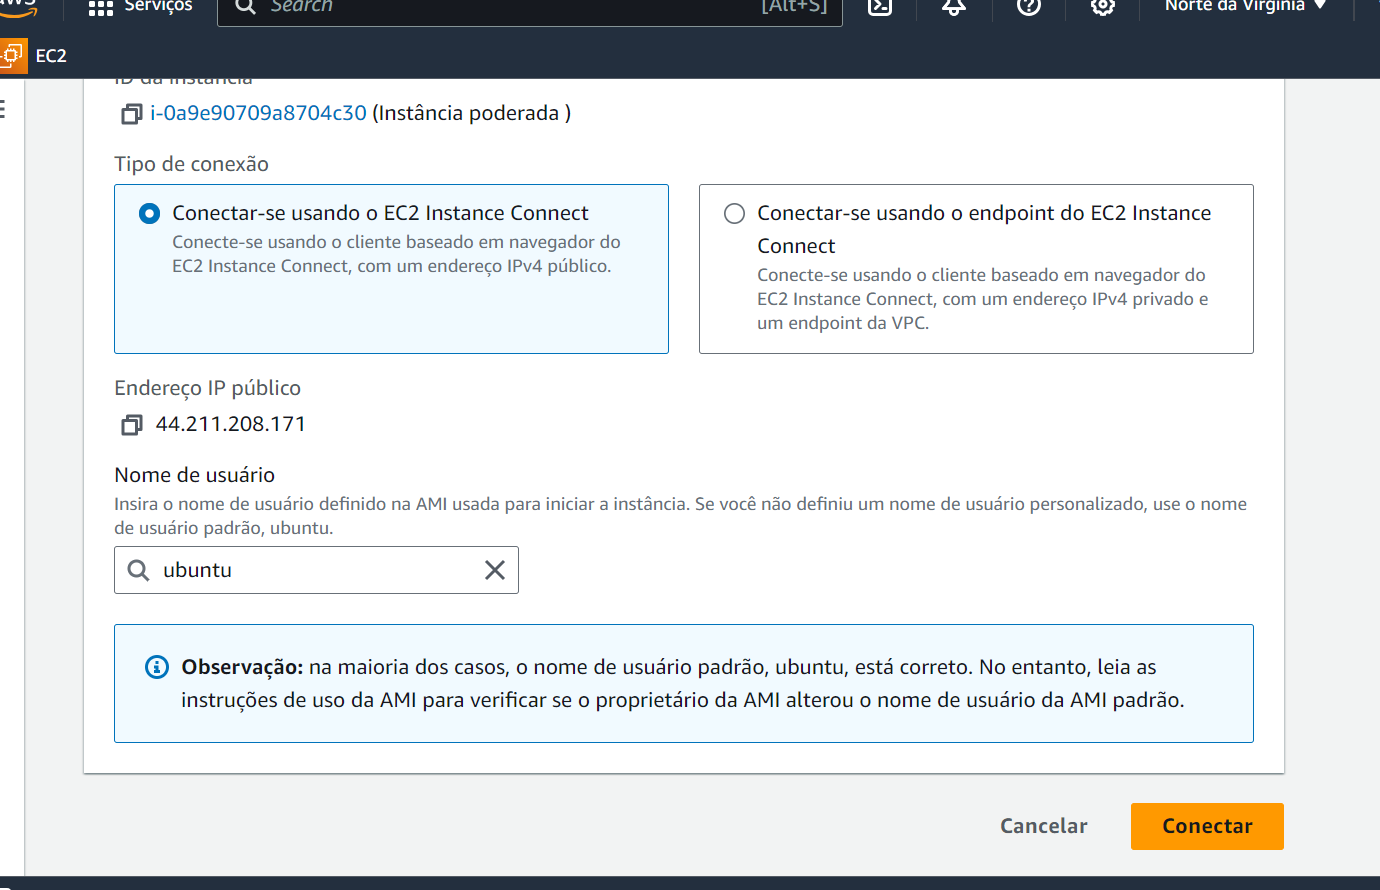 Serviços
Search
[Alt+S]
Norte da Virgínia
EC2
ID da instância
i-0a9e90709a8704c30 (Instância poderada )
Tipo de conexão
Conectar-se usando o EC2 Instance Connect
Conecte-se usando o cliente baseado em navegador do
EC2 Instance Connect, com um endereço IPv4 público.
Conectar-se usando o endpoint do EC2 Instance
Connect
Conecte-se usando o cliente baseado em navegador do
EC2 Instance Connect, com um endereço IPv4 privado e
um endpoint da VPC.
Endereço IP público
44.211.208.171
Nome de usuário
Insira o nome de usuário definido na AMI usada para iniciar a instância. Se você não definiu um nome de usuário personalizado, use o nome
de usuário padrão, ubuntu.
ubuntu
Observação: na maioria dos casos, o nome de usuário padrão, ubuntu, está correto. No entanto, leia as
instruções de uso da AMI para verificar se o proprietário da AMI alterou o nome de usuário da AMI padrão.
Cancelar
Conectar